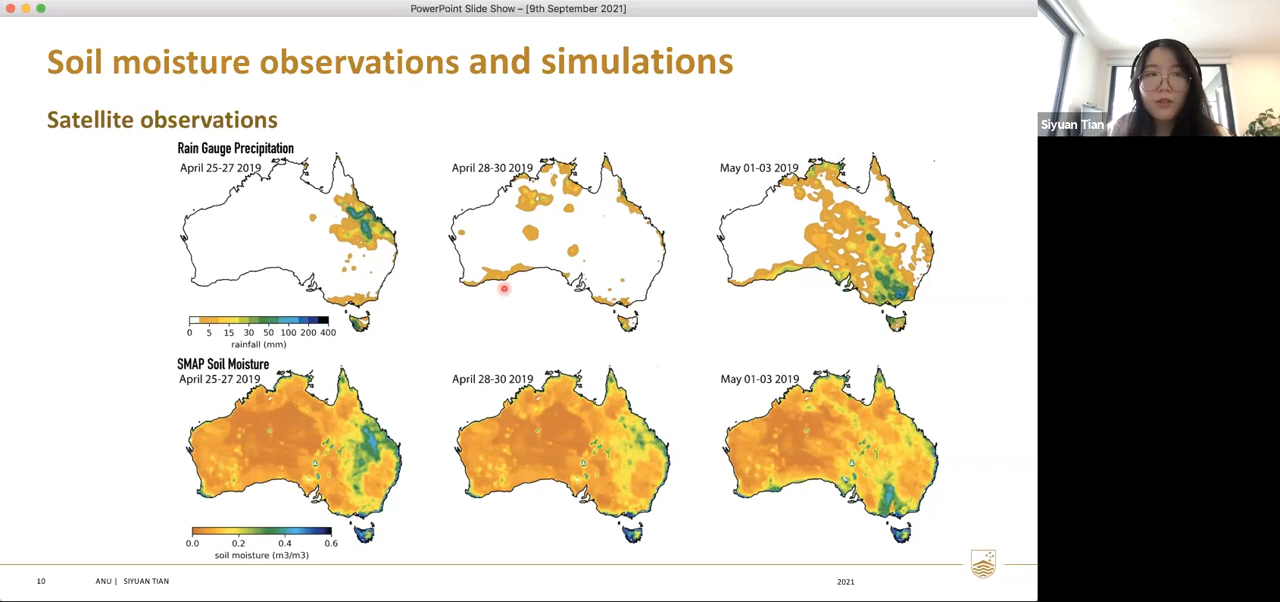 PowerPoint Slide Show – [9th September 2021]
Soil moisture observations and simulations
Satellite observations
Rain Gauge Precipitation
April 25-27 2019
April 28-30 2019
May 01-03 2019
0 5 15 30 50 100 200 400
rainfall (mm)
SMAP Soil Moisture
April 25-27 2019
April 28-30 2019
May 01-03 2019
0.0 0.2 0.4 0.6
soil moisture (m3/m3)
10 ANU | SIYUAN TIAN 2021
Siyuan Tian